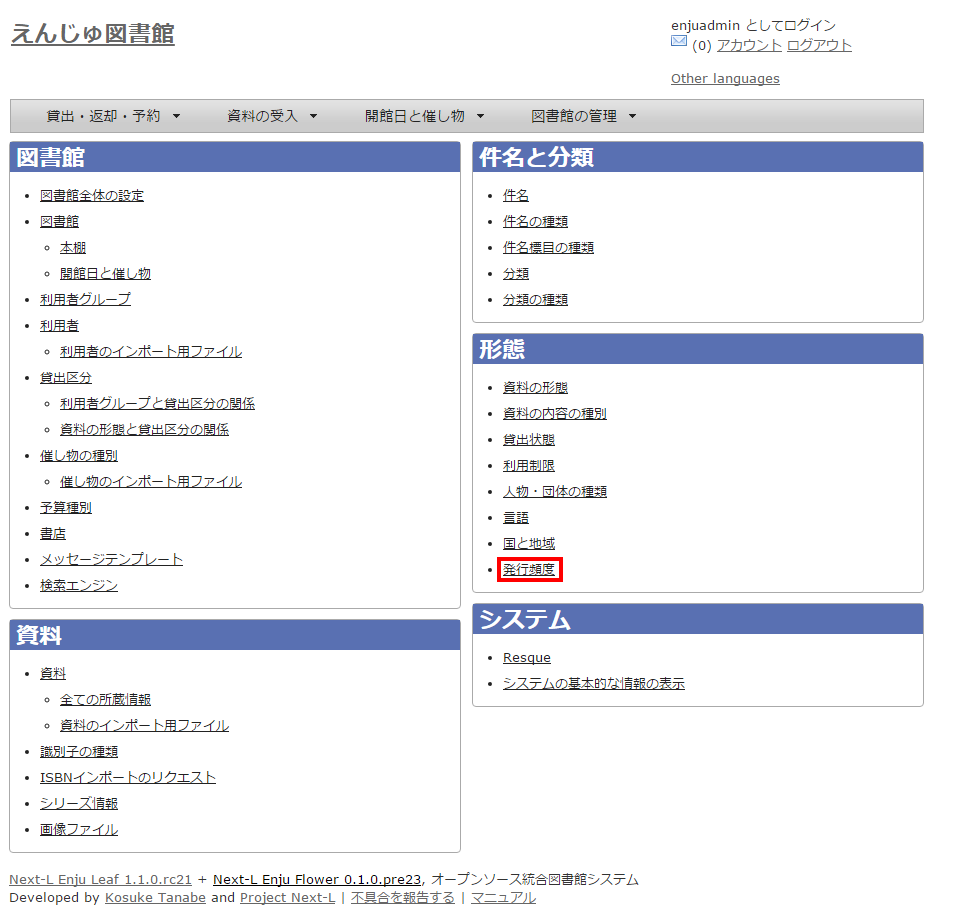 えんじゅ図書館
enjuadmin としてログイン
(0) アカウント ログアウト
Other languages
貸出・返却・予約 ▼ 資料の受入 ▼ 開館日と催し物 ▼ 図書館の管理 ▼
図書館
図書館全体の設定
図書館
本棚
開館日と催し物
利用者グループ
利用者
利用者のインポート用ファイル
貸出区分
利用者グループと貸出区分の関係
資料の形態と貸出区分の関係
催し物の種別
催し物のインポート用ファイル
予算種別
書店
メッセージテンプレート
検索エンジン
資料
資料
全ての所蔵情報
資料のインポート用ファイル
識別子の種類
ISBNインポートのリクエスト
シリーズ情報
画像ファイル
件名と分類
件名
件名の種類
件名標目の種類
分類
分類の種類
形態
資料の形態
資料の内容の種別
貸出状態
利用制限
人物・団体の種類
言語
国と地域
発行頻度
システム
Resque
システムの基本的な情報の表示
Next-L Enju Leaf 1.1.0.rc21 + Next-L Enju Flower 0.1.0.pre23, オープンソース統合図書館システム
Developed by Kosuke Tanabe and Project Next-L | 不具合を報告する | マニュアル